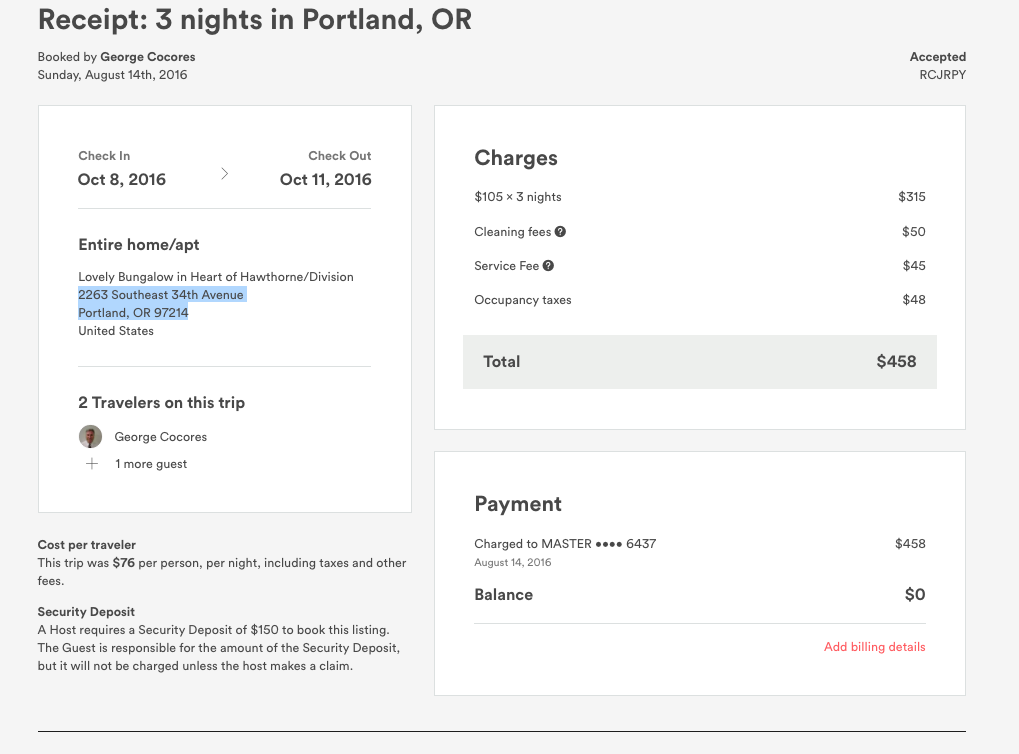 Receipt: 3 nights in Portland, OR
Booked by George Cocores
Sunday, August 14th, 2016
Accepted
RCJRPY
Check In
Oct 8, 2016
Check Out
Oct 11, 2016
Entire home/apt
Lovely Bungalow in Heart of Hawthorne/Division
2263 Southeast 34th Avenue
Portland, OR 97214
United States
2 Travelers on this trip
George Cocores
1 more guest
Cost per traveler
This trip was $76 per person, per night, including taxes and other
fees.
Security Deposit
A Host requires a Security Deposit of $150 to book this listing.
The Guest is responsible for the amount of the Security Deposit,
but it will not be charged unless the host makes a claim.
Charges
$105 × 3 nights $315
Cleaning fees ? $50
Service Fee ? $45
Occupancy taxes $48
Total $458
Payment
Charged to MASTER •••• 6437 $458
August 14, 2016
Balance $0
Add billing details